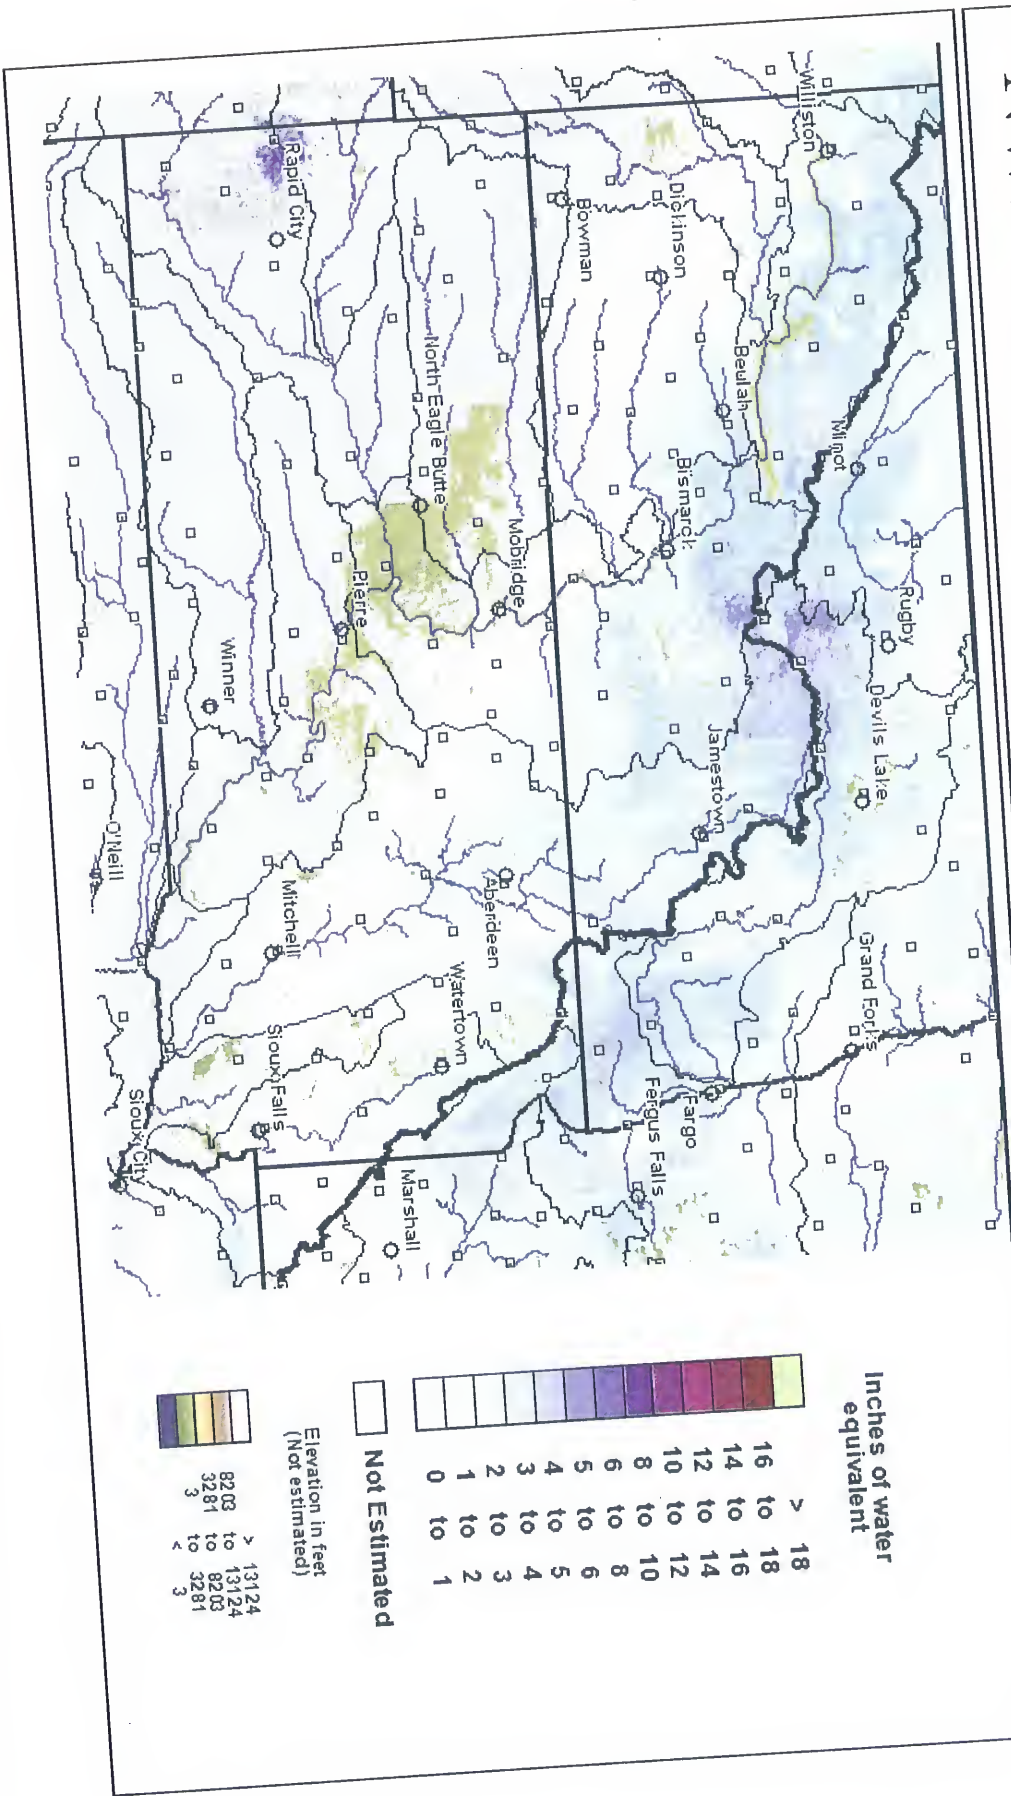 Williston
Minot
Rugby
Devils Lake
Grand Forks
Dickinson
Beulah
Bismarck
Jamestown
Fargo
Bowman
Fergus Falls
Mobridge
Aberdeen
North Eagle Butte
Watertown
Marshall
Rapid City
Pierre
Mitchell
Sioux Falls
Winner
O'Neill
Sioux City
Inches of water
equivalent
> 18
16 to 18
14 to 16
12 to 14
10 to 12
8 to 10
6 to 8
5 to 6
4 to 5
3 to 4
2 to 3
1 to 2
0 to 1
Not Estimated
Elevation in feet
(Not estimated)
> 13124
8203 to 13124
3281 to 8203
3 to 3281
< 3